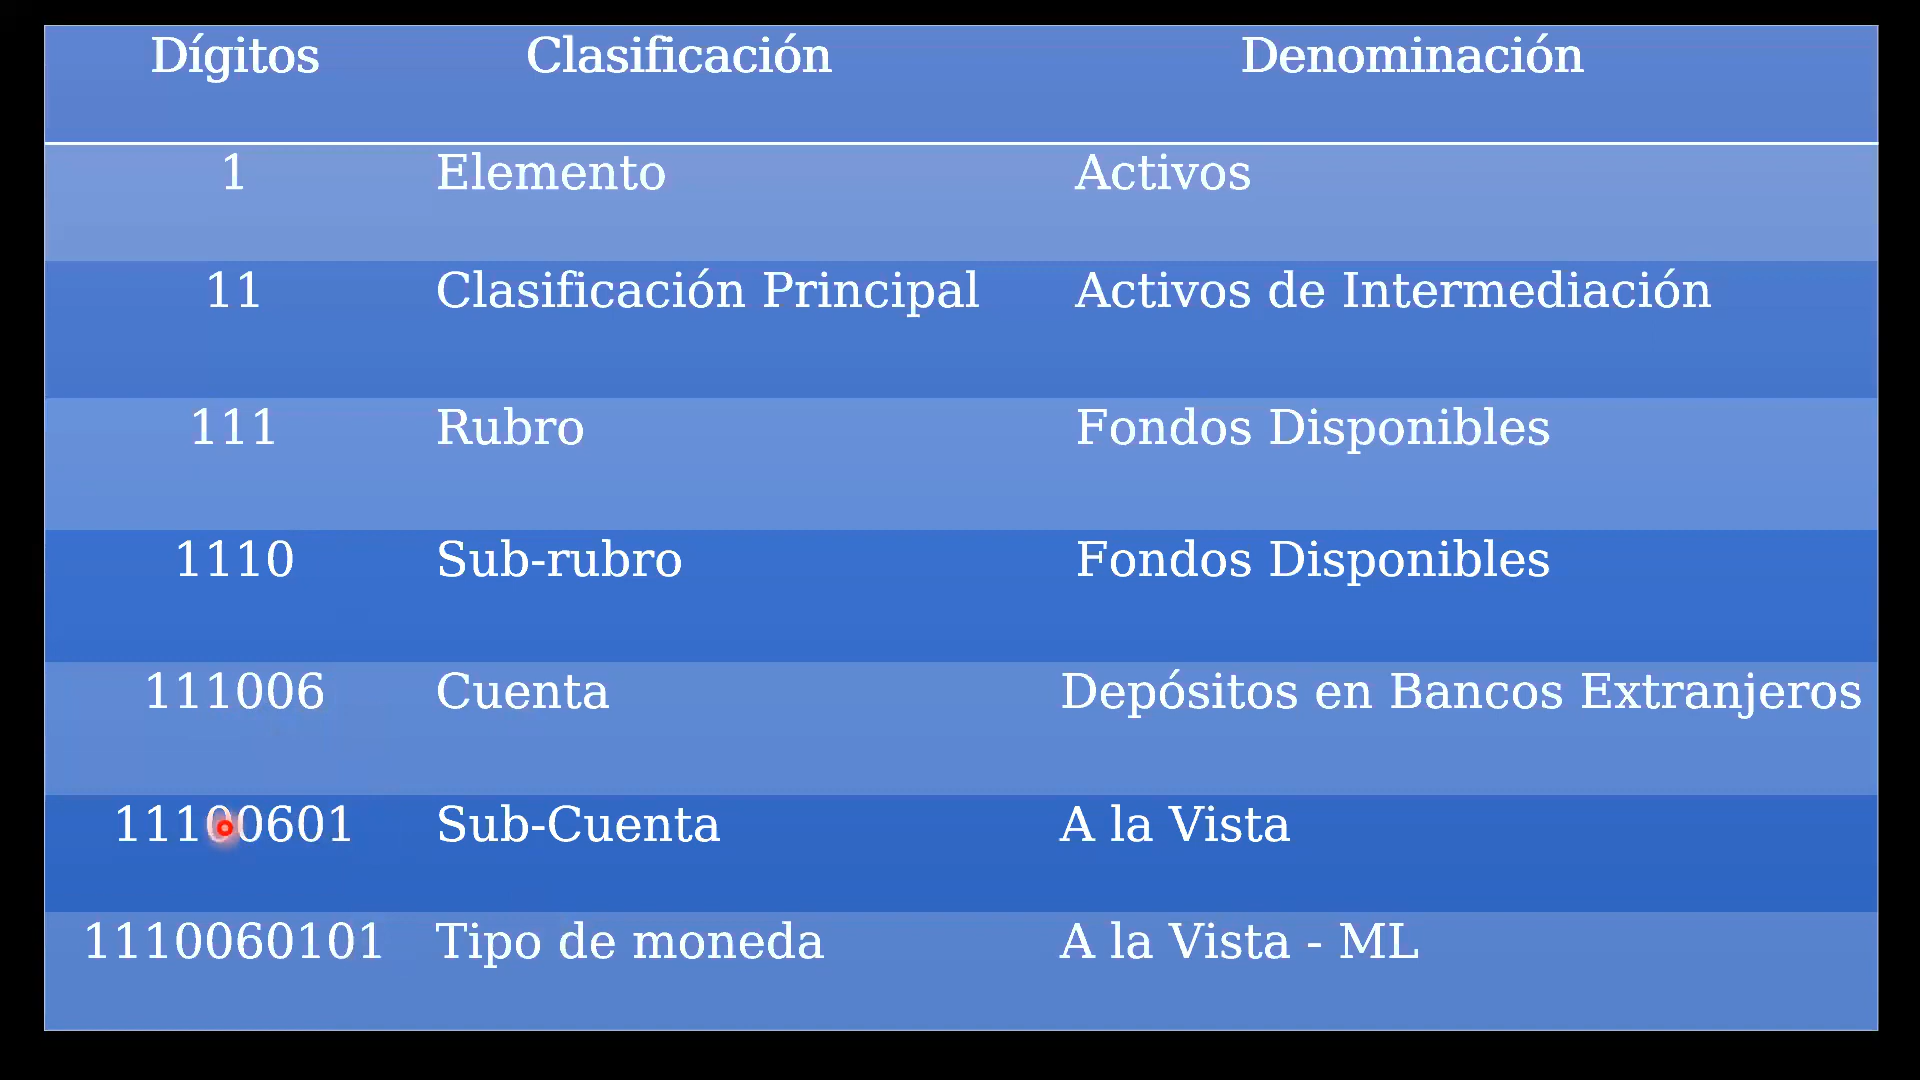 Dígitos Clasificación Denominación
1 Elemento Activos
11 Clasificación Principal Activos de Intermediación
111 Rubro Fondos Disponibles
1110 Sub-rubro Fondos Disponibles
111006 Cuenta Depósitos en Bancos Extranjeros
11100601 Sub-Cuenta A la Vista
1110060101 Tipo de moneda A la Vista - ML